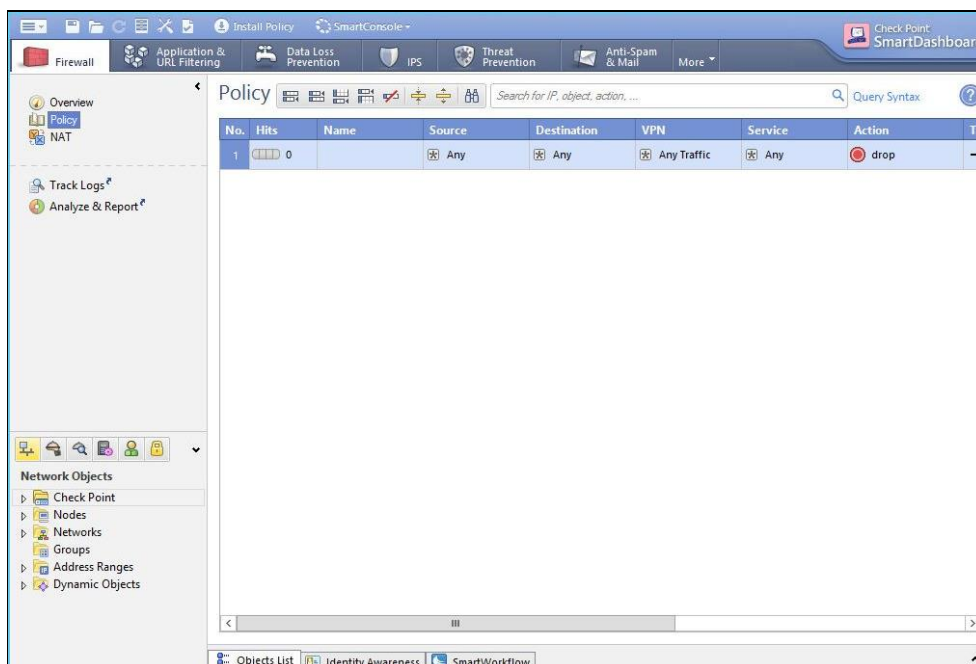 Install Policy SmartConsole
Check Point
SmartDashboar
Firewall
Application &
URL Filtering
Data Loss
Prevention
IPS
Threat
Prevention
Anti-Spam
& Mail
More
Overview
Policy
NAT
Track Logs
Analyze & Report
Policy Search for IP, object, action, ... Query Syntax ?
No. Hits Name Source Destination VPN Service Action T
1 0 Any Any Any Traffic Any drop
Network Objects
Check Point
Nodes
Networks
Groups
Address Ranges
Dynamic Objects
Objects List Identity Awareness SmartWorkflow